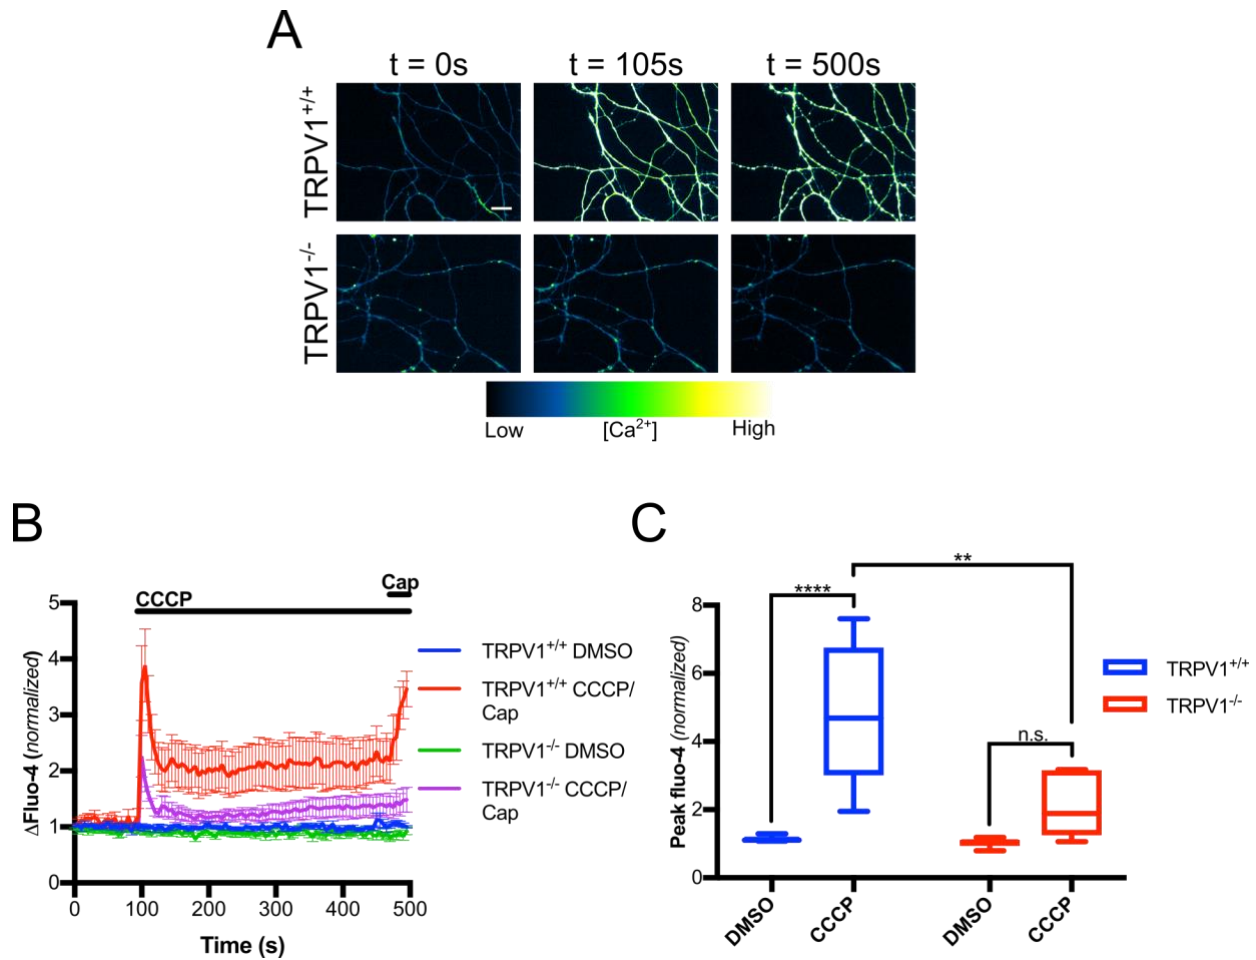 A
t = 0s t = 105s t = 500s
TRPV1+/+
TRPV1-/-
Low [Ca2+] High
B
CCCP
Cap
ΔFluo-4 (normalized)
5
4
3
2
1
0
0 100 200 300 400 500
Time (s)
TRPV1+/+ DMSO
TRPV1+/+ CCCP/
Cap
TRPV1-/- DMSO
TRPV1-/- CCCP/
Cap
C
**
****
n.s.
Peak fluo-4 (normalized)
8
6
4
2
0
DMSO CCCP DMSO CCCP
TRPV1+/+
TRPV1-/-